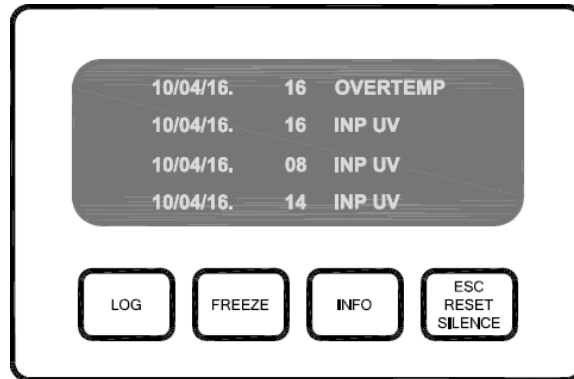 10/04/16. 16 OVERTEMP
10/04/16. 16 INP UV
10/04/16. 08 INP UV
10/04/16. 14 INP UV
LOG
FREEZE
INFO
ESC
RESET
SILENCE